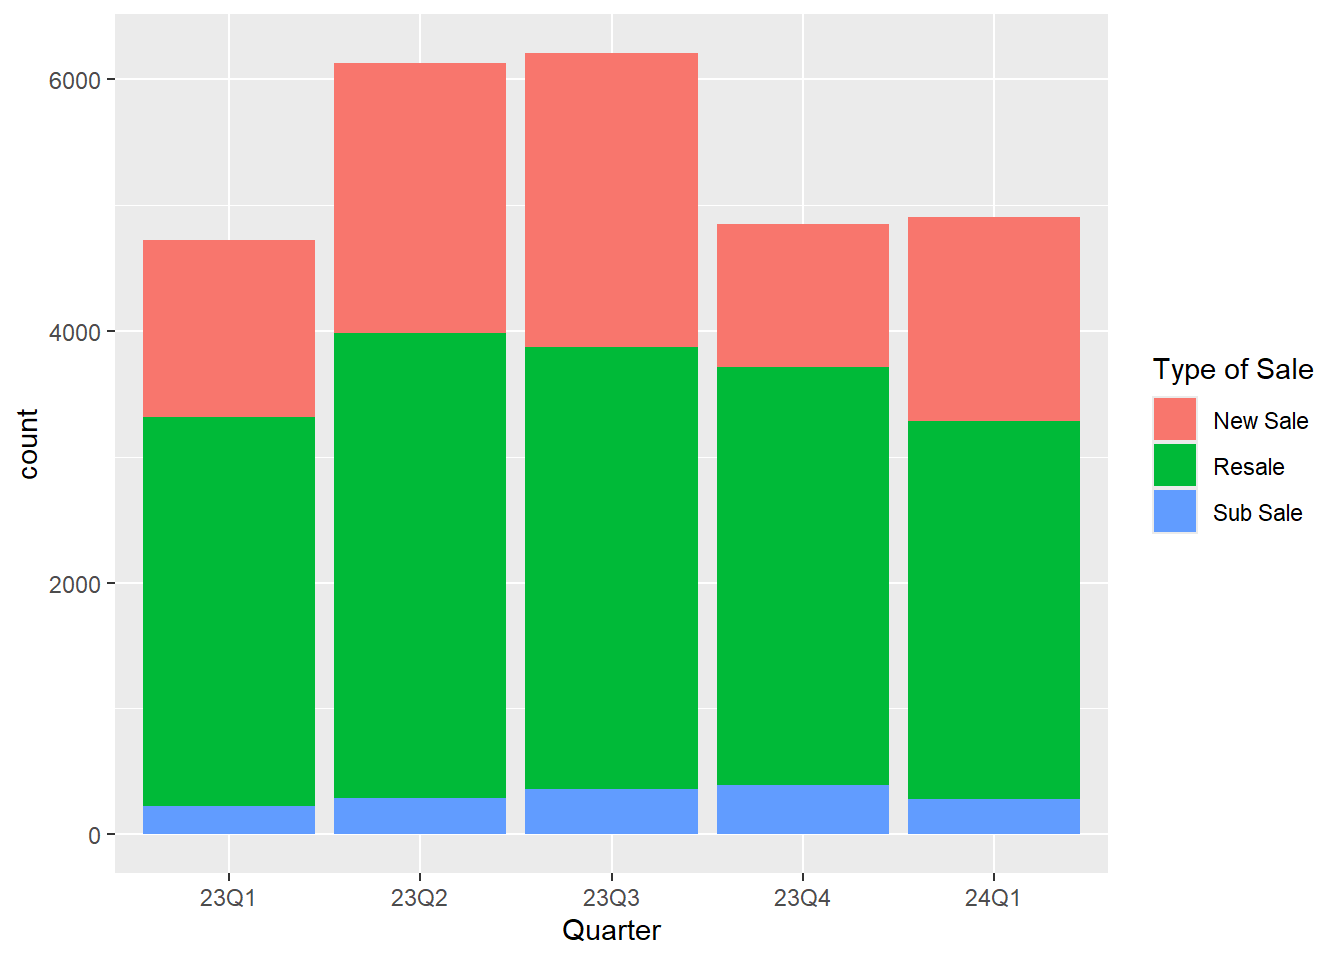 6000
4000
2000
0
count
23Q1 23Q2 23Q3 23Q4 24Q1
Quarter
Type of Sale
New Sale
Resale
Sub Sale